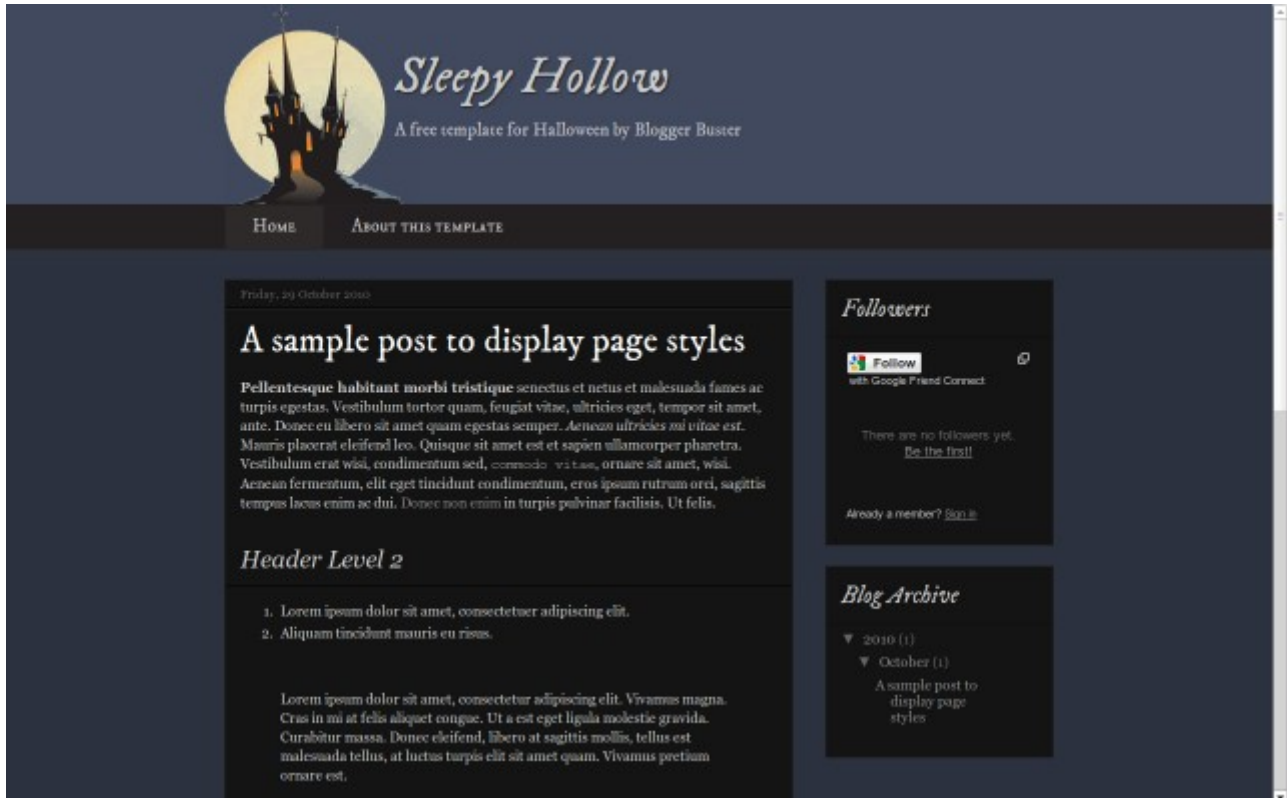 Sleepy Hollow
A free template for Halloween by Blogger Buster
Home
About this template
Friday, 29 October 2010
A sample post to display page styles
Pellentesque habitant morbi tristique senectus et netus et malesuada fames ac
turpis egestas. Vestibulum tortor quam, feugiat vitae, ultricies eget, tempor sit amet,
ante. Donec eu libero sit amet quam egestas semper. Aenean ultricies mi vitae est.
Mauris placerat eleifend leo. Quisque sit amet est et sapien ullamcorper pharetra.
Vestibulum erat wisi, condimentum sed, commodo vitae, ornare sit amet, wisi.
Aenean fermentum, elit eget tincidunt condimentum, eros ipsum rutrum orci, sagittis
tempus lacus enim ac dui. Donec non enim in turpis pulvinar facilisis. Ut felis.
Header Level 2
1. Lorem ipsum dolor sit amet, consectetuer adipiscing elit.
2. Aliquam tincidunt mauris eu risus.
Lorem ipsum dolor sit amet, consectetur adipiscing elit. Vivamus magna.
Cras in mi at felis aliquet congue. Ut a est eget ligula molestie gravida.
Curabitur massa. Donec eleifend, libero at sagittis mollis, tellus est
malesuada tellus, at luctus turpis elit sit amet quam. Vivamus pretium
ornare est.
Followers
Follow
with Google Friend Connect
There are no followers yet.
Be the first!
Already a member? Sign in
Blog Archive
▼ 2010 (1)
▼ October (1)
A sample post to
display page
styles